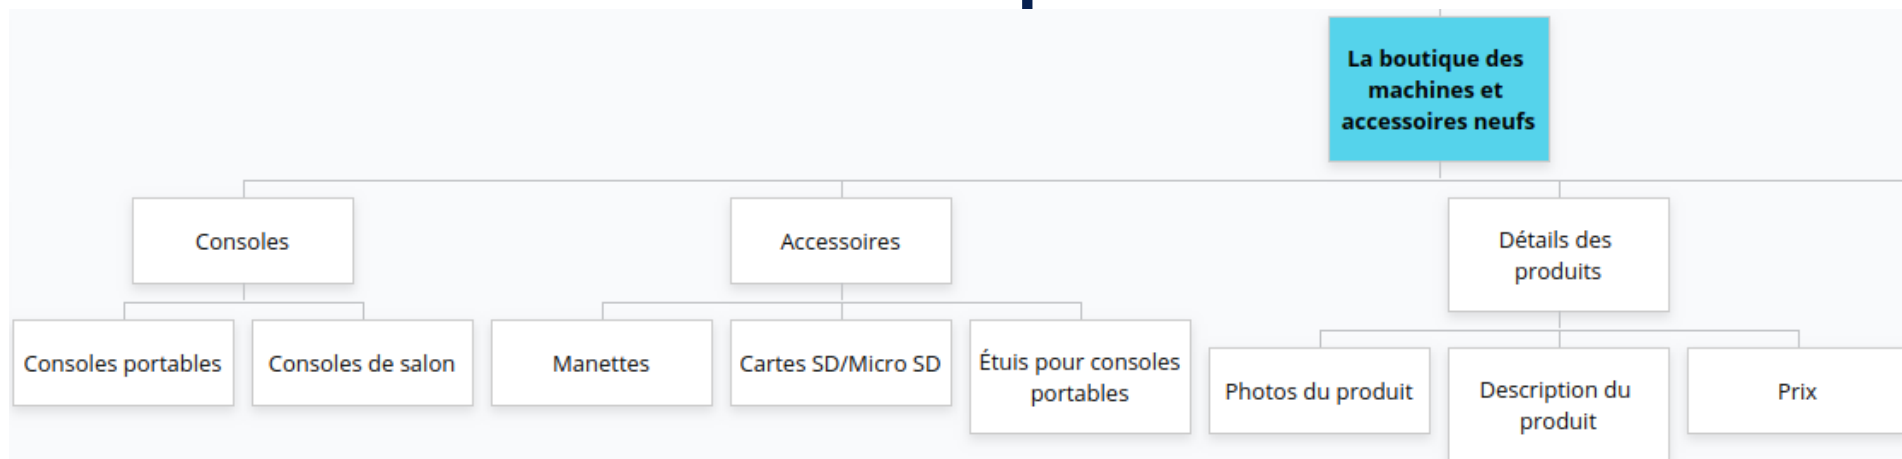 La boutique des
machines et
accessoires neufs
Consoles
Accessoires
Détails des
produits
Consoles portables
Consoles de salon
Manettes
Cartes SD/Micro SD
Étuis pour consoles
portables
Photos du produit
Description du
produit
Prix